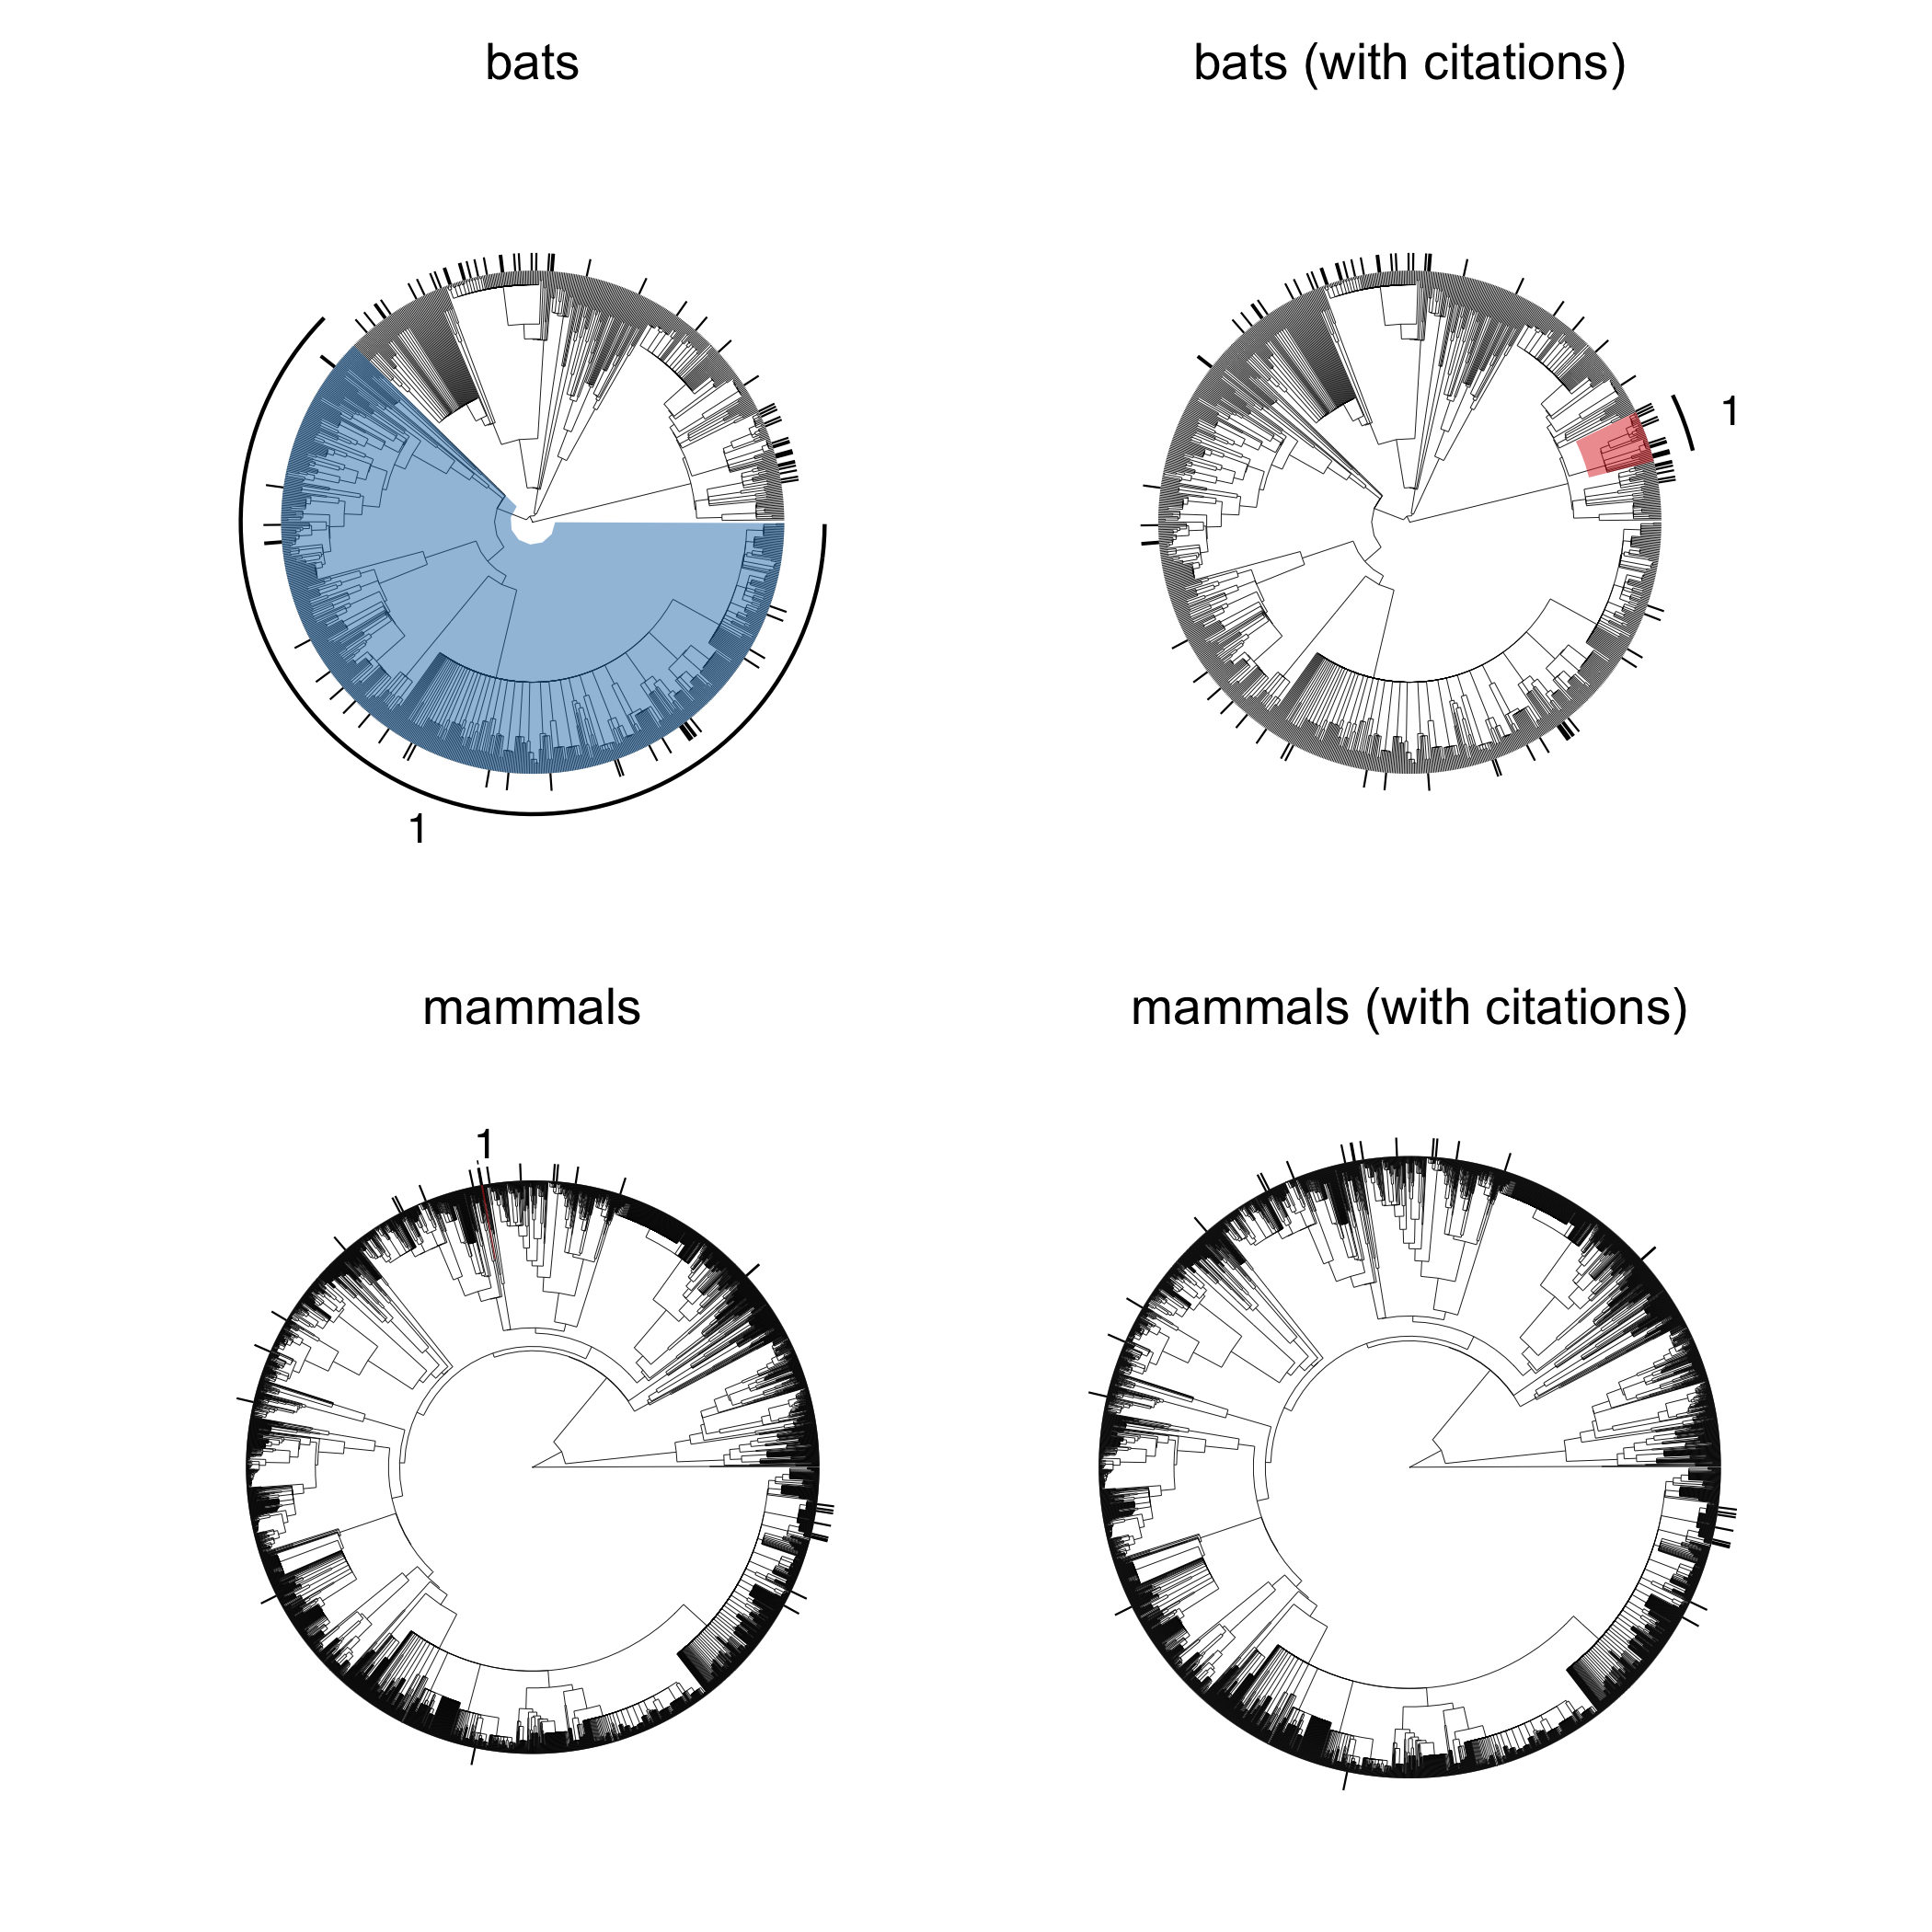 bats
bats (with citations)
1
1
mammals
mammals (with citations)
1